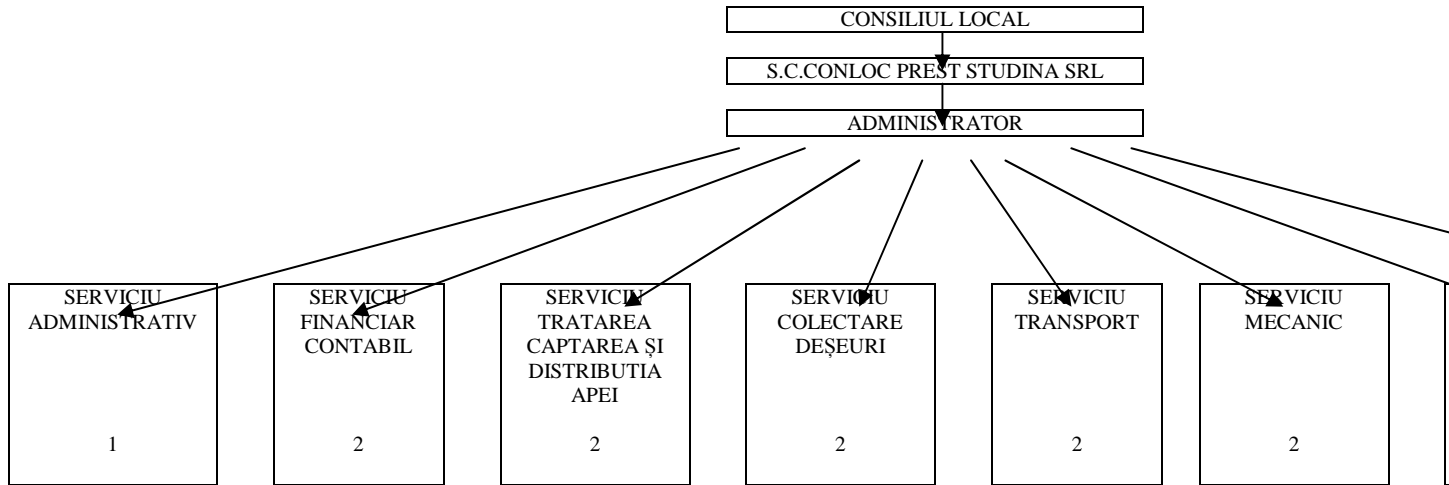 CONSILIUL LOCAL
S.C.CONLOC PREST STUDINA SRL
ADMINISTRATOR
SERVICIU
ADMINISTRATIV
1
SERVICIU
FINANCIAR
CONTABIL
2
SERVICIU
TRATAREA
CAPTAREA ȘI
DISTRIBUTIA
APEI
2
SERVICIU
COLECTARE
DEȘEURI
2
SERVICIU
TRANSPORT
2
SERVICIU
MECANIC
2